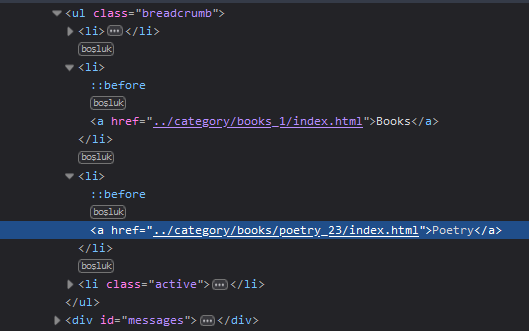 <ul class="breadcrumb">
<li>···</li>
boşluk
<li>
::before
boşluk
<a href="../category/books_1/index.html">Books</a>
</li>
boşluk
<li>
::before
boşluk
<a href="../category/books/poetry_23/index.html">Poetry</a>
</li>
boşluk
<li class="active">···</li>
</ul>
<div id="messages">···</div>